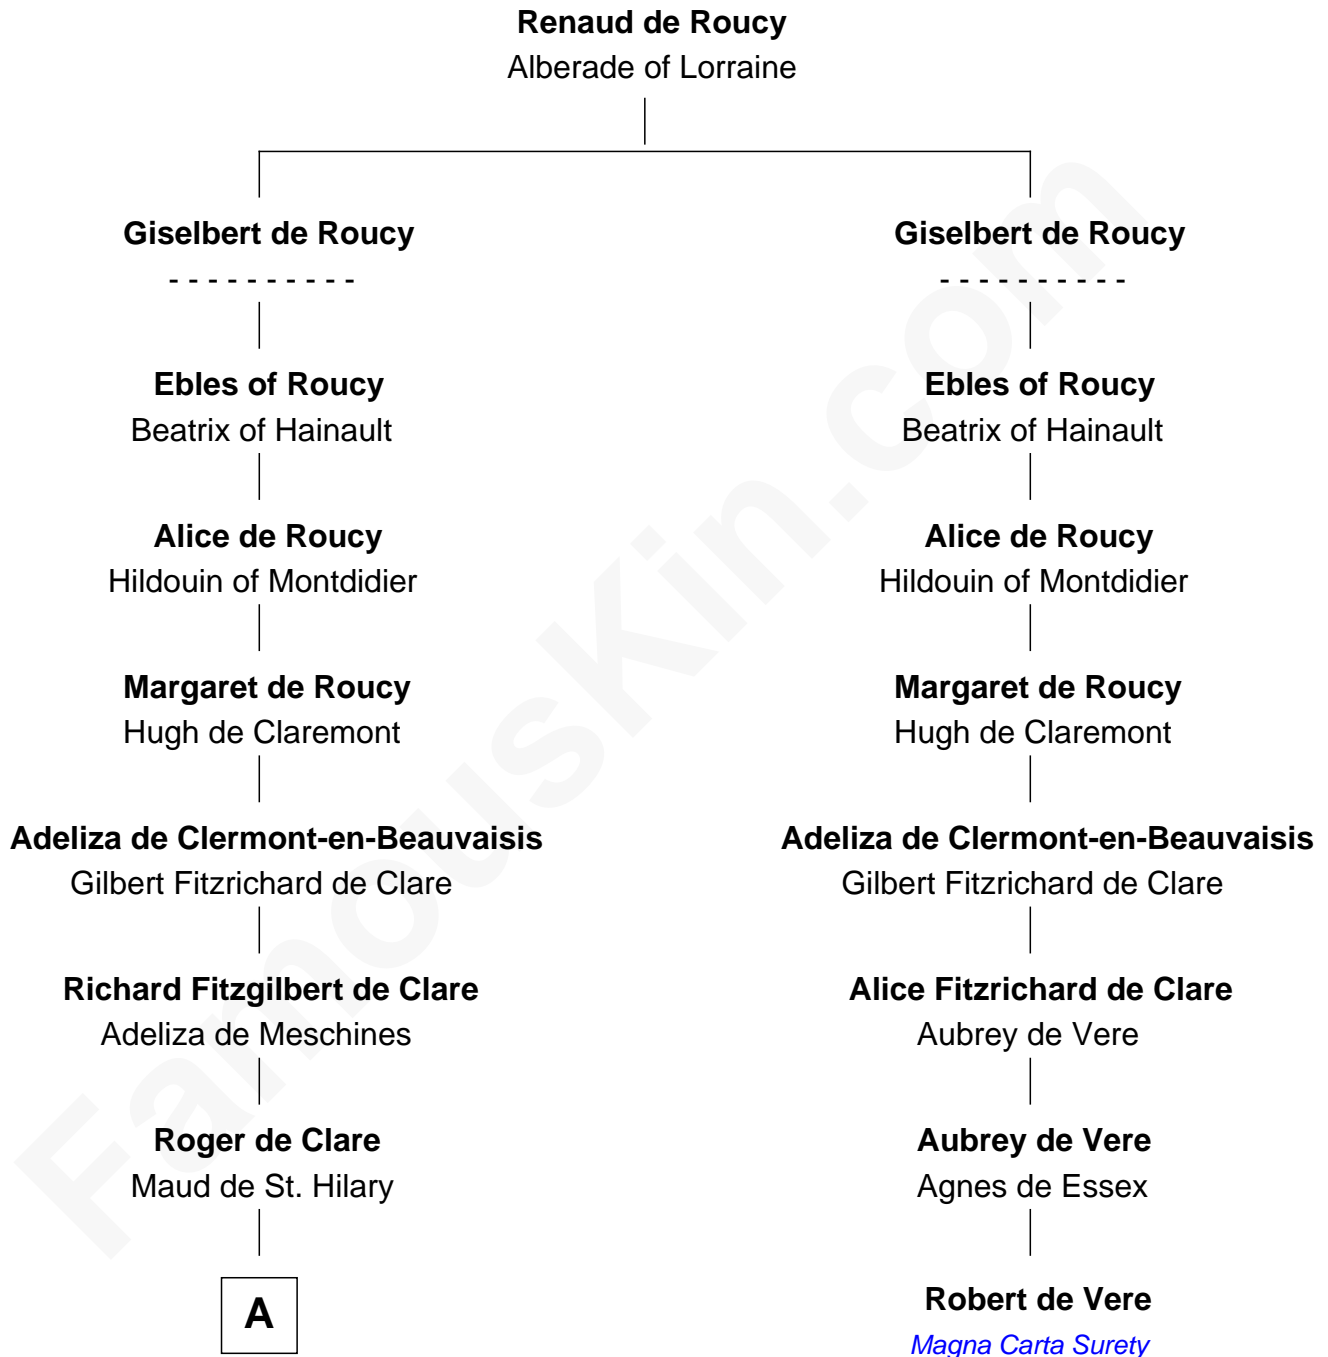 Renaud de Roucy
Alberade of Lorraine
Giselbert de Roucy
- - - - - - - - - -
Ebles of Roucy
Beatrix of Hainault
Alice de Roucy
Hildouin of Montdidier
Margaret de Roucy
Hugh de Claremont
Adeliza de Clermont-en-Beauvaisis
Gilbert Fitzrichard de Clare
Richard Fitzgilbert de Clare
Adeliza de Meschines
Roger de Clare
Maud de St. Hilary
A
Giselbert de Roucy
- - - - - - - - - -
Ebles of Roucy
Beatrix of Hainault
Alice de Roucy
Hildouin of Montdidier
Margaret de Roucy
Hugh de Claremont
Adeliza de Clermont-en-Beauvaisis
Gilbert Fitzrichard de Clare
Alice Fitzrichard de Clare
Aubrey de Vere
Aubrey de Vere
Agnes de Essex
Robert de Vere
Magna Carta Surety
FamousKin.com